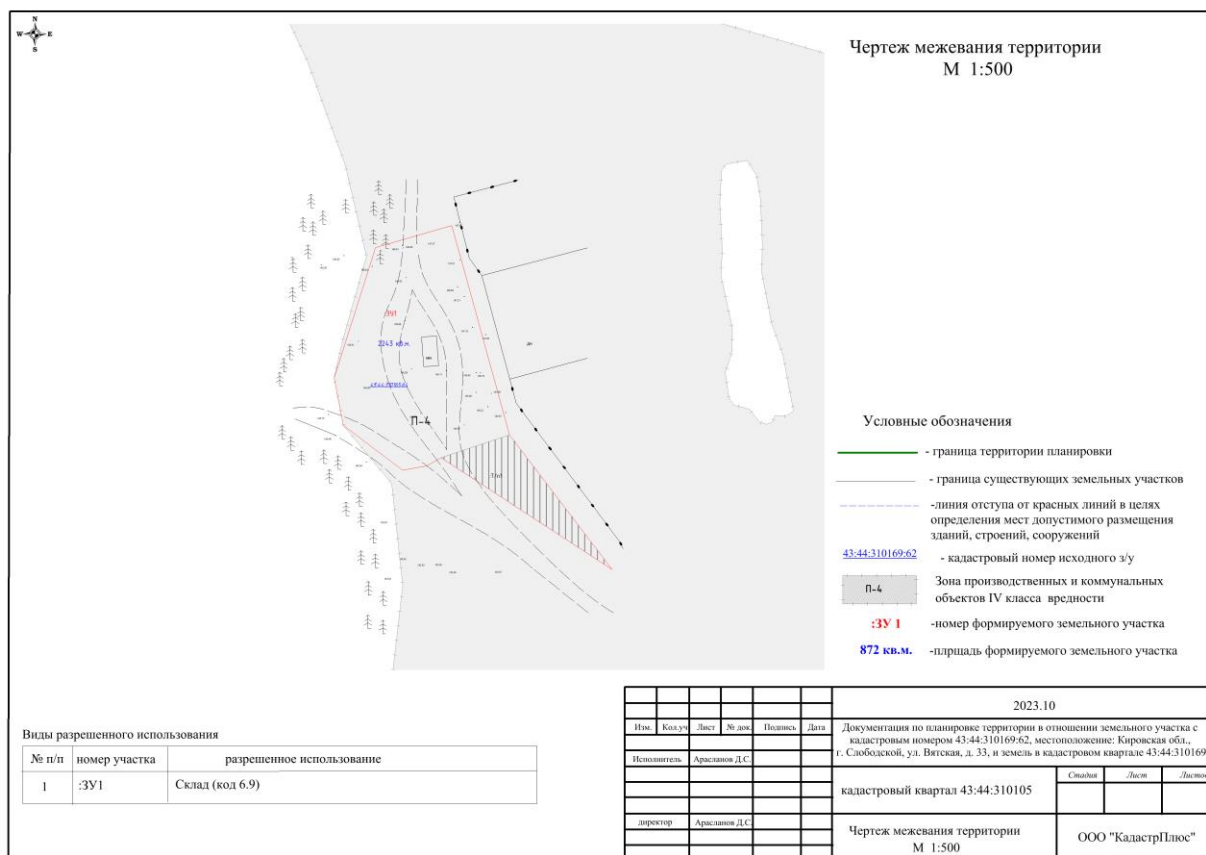 N
W E
S
Чертеж межевания территории
М 1:500
:ЗУ1
2243 кв.м.
П-4
Условные обозначения
- граница территории планировки
- граница существующих земельных участков
-линия отступа от красных линий в целях
определения мест допустимого размещения
зданий, строений, сооружений
43:44:310169:62 - кадастровый номер исходного з/у
П-4
Зона производственных и коммунальных
объектов IV класса вредности
:ЗУ 1 -номер формируемого земельного участка
872 кв.м. -плрщадь формируемого земельного участка
Виды разрешенного использования
№ п/п номер участка разрешенное использование
1 :ЗУ1 Склад (код 6.9)
2023.10
Изм. Кол.уч Лист № док. Подпись Дата
Документация по планировке территории в отношении земельного участка с
кадастровым номером 43:44:310169:62, местоположение: Кировская обл.,
г. Слободской, ул. Вятская, д. 33, и земель в кадастровом квартале 43:44:310169
Исполнитель Арасланов Д.С.
кадастровый квартал 43:44:310105
Стадия Лист Листов
директор Арасланов Д.С.
Чертеж межевания территории
М 1:500
ООО "КадастрПлюс"